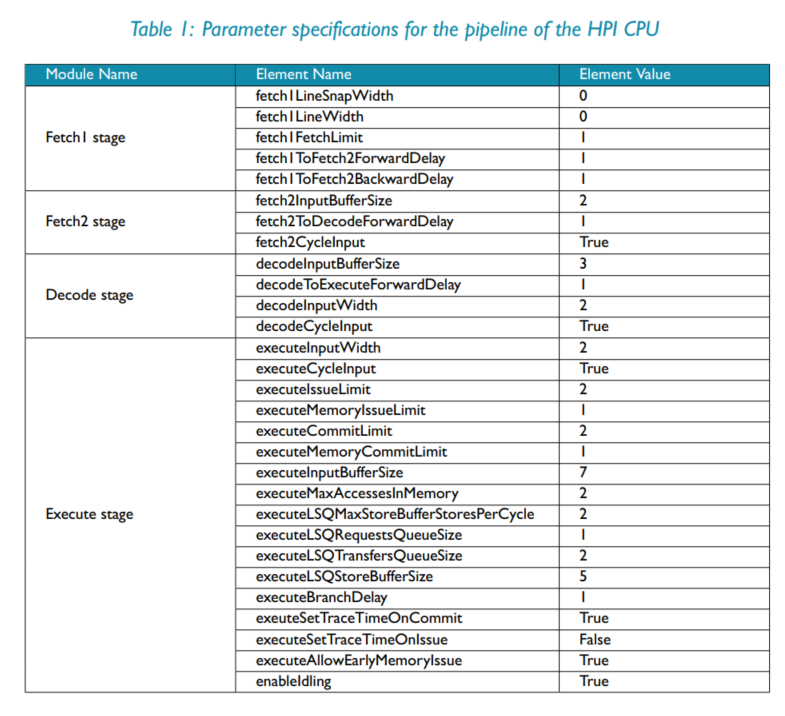 Table 1: Parameter specifications for the pipeline of the HPI CPU
Module Name Element Name Element Value
Fetch1 stage
fetch1LineSnapWidth 0
fetch1LineWidth 0
fetch1FetchLimit 1
fetch1ToFetch2ForwardDelay 1
fetch1ToFetch2BackwardDelay 1
Fetch2 stage
fetch2InputBufferSize 2
fetch2ToDecodeForwardDelay 1
fetch2CycleInput True
Decode stage
decodeInputBufferSize 3
decodeToExecuteForwardDelay 1
decodeInputWidth 2
decodeCycleInput True
Execute stage
executeInputWidth 2
executeCycleInput True
executeIssueLimit 2
executeMemoryIssueLimit 1
executeCommitLimit 2
executeMemoryCommitLimit 1
executeInputBufferSize 7
executeMaxAccessesInMemory 2
executeLSQMaxStoreBufferStoresPerCycle 2
executeLSQRequestsQueueSize 1
executeLSQTransfersQueueSize 2
executeLSQStoreBufferSize 5
executeBranchDelay 1
exeuteSetTraceTimeOnCommit True
executeSetTraceTimeOnIssue False
executeAllowEarlyMemoryIssue True
enableIdling True